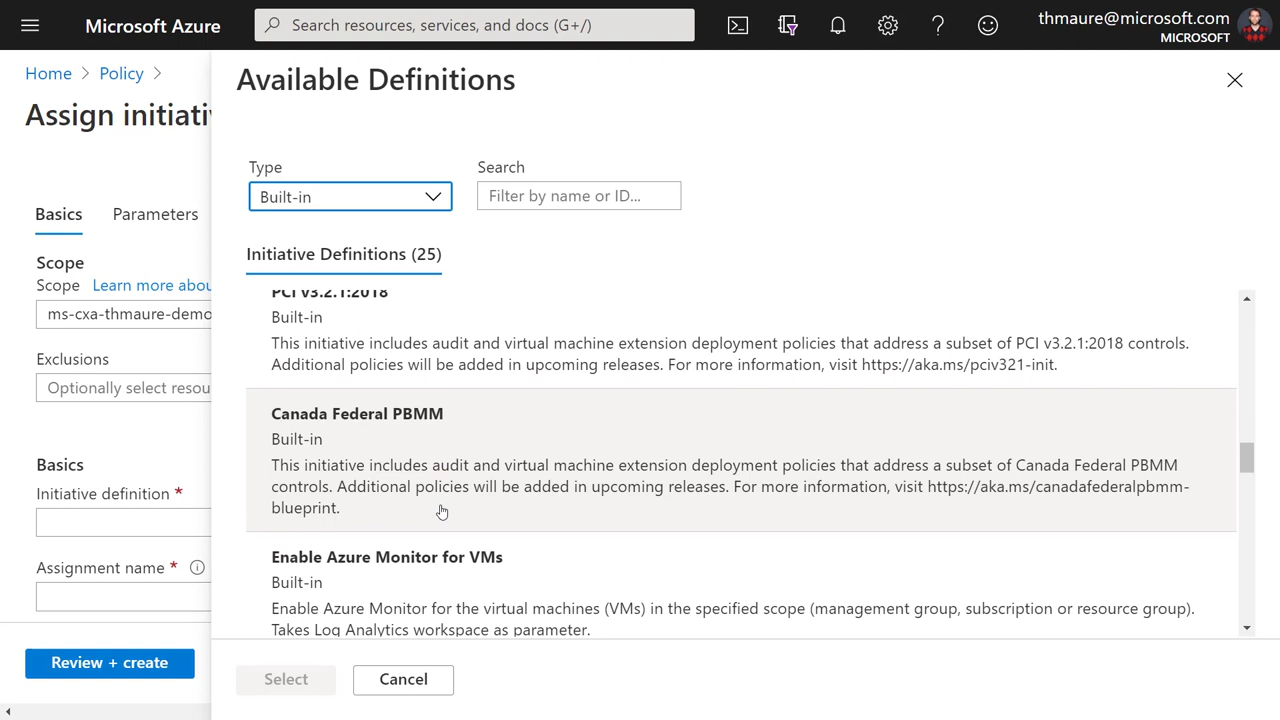 Microsoft Azure
Search resources, services, and docs (G+/)
thmaure@microsoft.com
MICROSOFT
Home > Policy >
Assign initiativ
Basics
Parameters
Scope
Scope Learn more abou
ms-cxa-thmaure-demo
Exclusions
Optionally select resou
Basics
Initiative definition *
Assignment name *
Review + create
Available Definitions
Type
Search
Built-in
Filter by name or ID...
Initiative Definitions (25)
PCI v3.2.1:2018
Built-in
This initiative includes audit and virtual machine extension deployment policies that address a subset of PCI v3.2.1:2018 controls.
Additional policies will be added in upcoming releases. For more information, visit https://aka.ms/pciv321-init.
Canada Federal PBMM
Built-in
This initiative includes audit and virtual machine extension deployment policies that address a subset of Canada Federal PBMM
controls. Additional policies will be added in upcoming releases. For more information, visit https://aka.ms/canadafederalpbmm-
blueprint.
Enable Azure Monitor for VMs
Built-in
Enable Azure Monitor for the virtual machines (VMs) in the specified scope (management group, subscription or resource group).
Takes Log Analytics workspace as parameter.
Select
Cancel